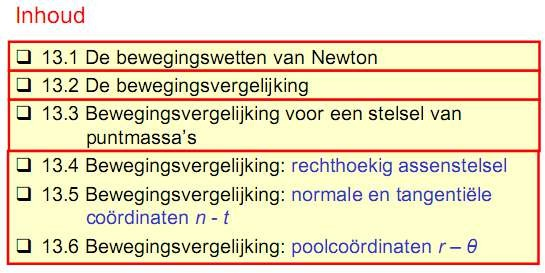 Inhoud
❑ 13.1 De bewegingswetten van Newton
❑ 13.2 De bewegingsvergelijking
❑ 13.3 Bewegingsvergelijking voor een stelsel van
puntmassa's
❑ 13.4 Bewegingsvergelijking: rechthoekig assenstelsel
❑ 13.5 Bewegingsvergelijking: normale en tangentiële
coördinaten n - t
❑ 13.6 Bewegingsvergelijking: poolcoördinaten r – θ